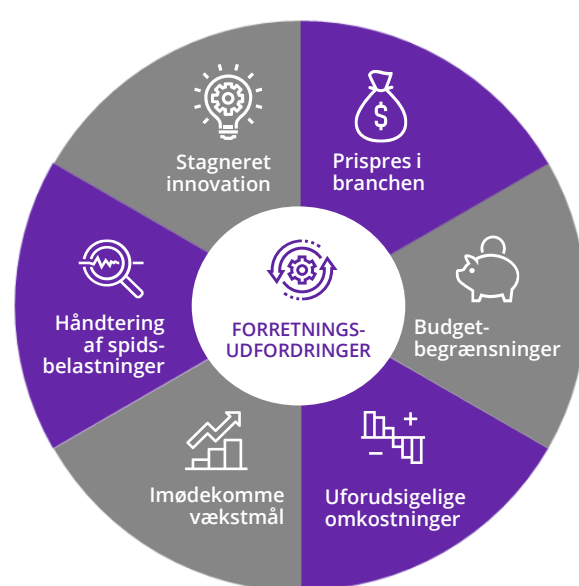 Stagneret
innovation
Prispres i
branchen
Håndtering
af spids-
belastninger
FORRETNINGS-
UDFORDRINGER
Budget-
begrænsninger
Imødekomme
vækstmål
Uforudsigelige
omkostninger